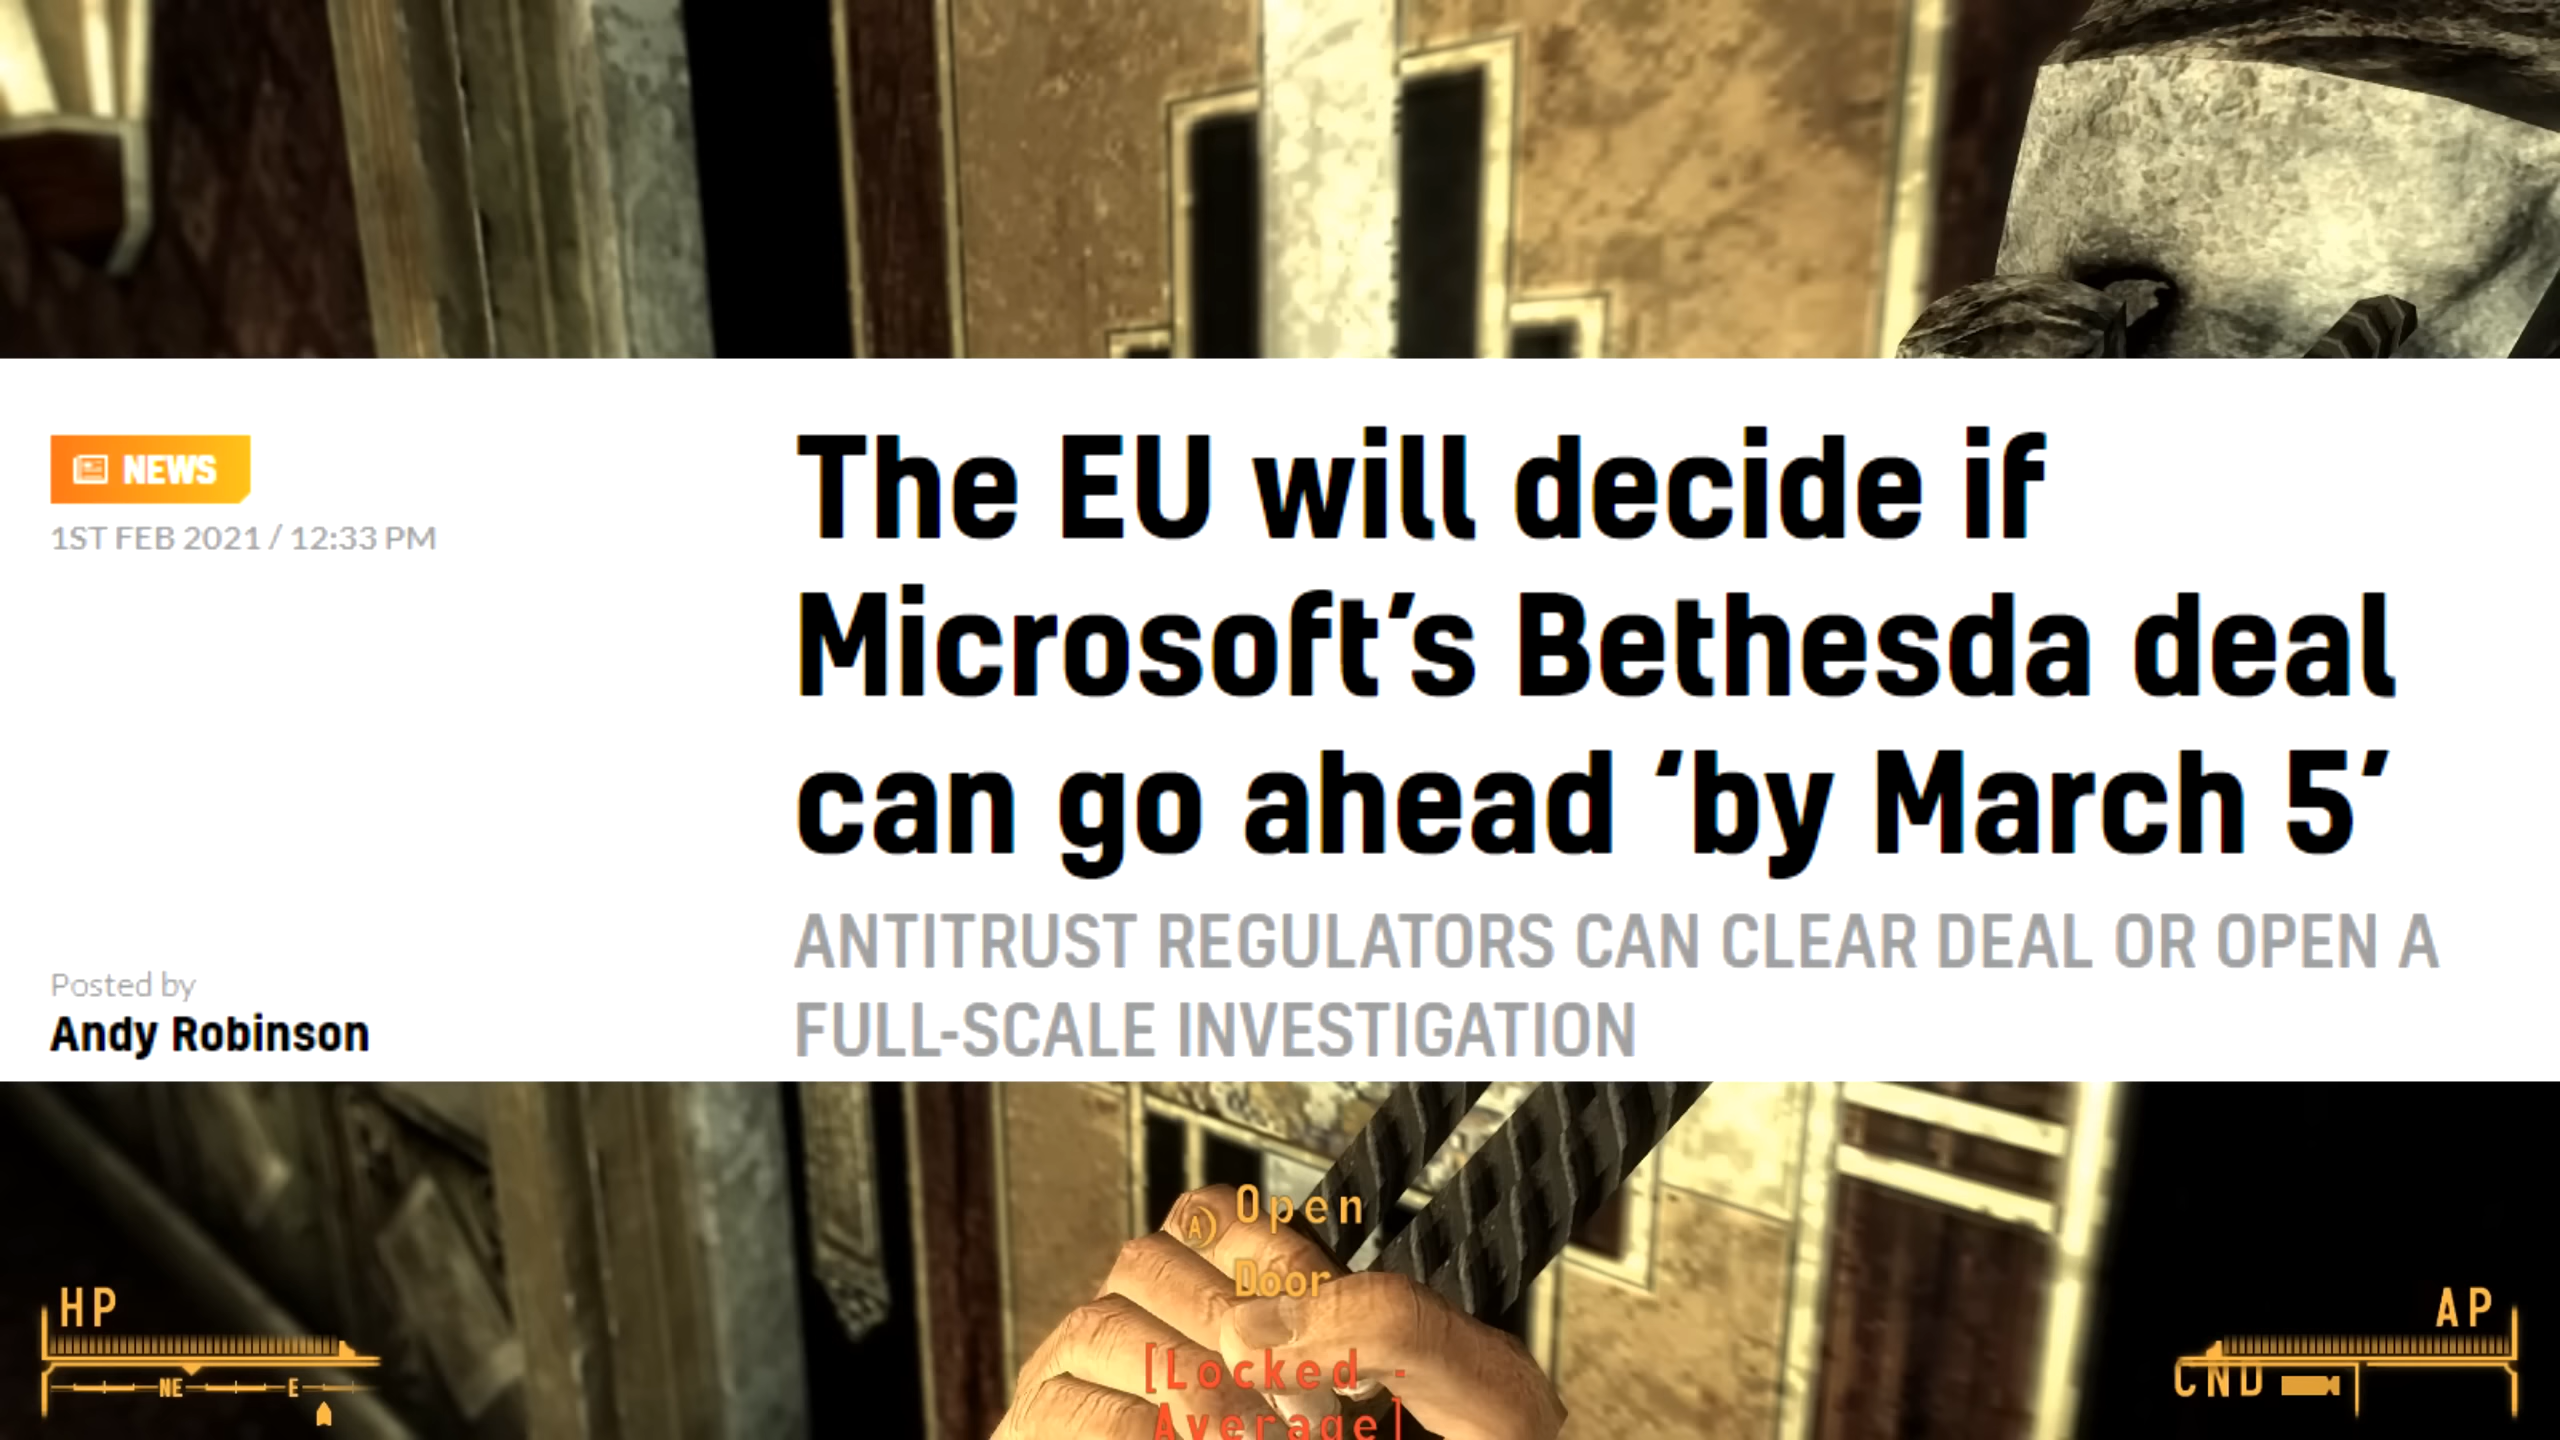 NEWS
1ST FEB 2021 / 12:33 PM
The EU will decide if
Microsoft’s Bethesda deal
can go ahead ‘by March 5’
ANTITRUST REGULATORS CAN CLEAR DEAL OR OPEN A
FULL-SCALE INVESTIGATION
Posted by
Andy Robinson
A) Open
Door
[Locked -
Average]
HP
NE E
AP
CND